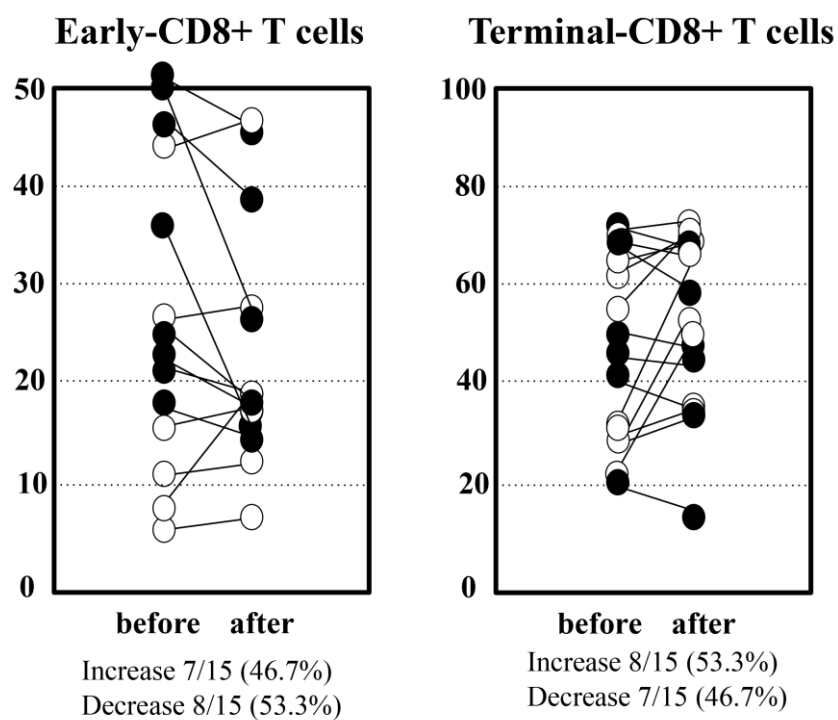 Early-CD8+ T cells
50
40
30
20
10
0
before after
Increase 7/15 (46.7%)
Decrease 8/15 (53.3%)
Terminal-CD8+ T cells
100
80
60
40
20
0
before after
Increase 8/15 (53.3%)
Decrease 7/15 (46.7%)